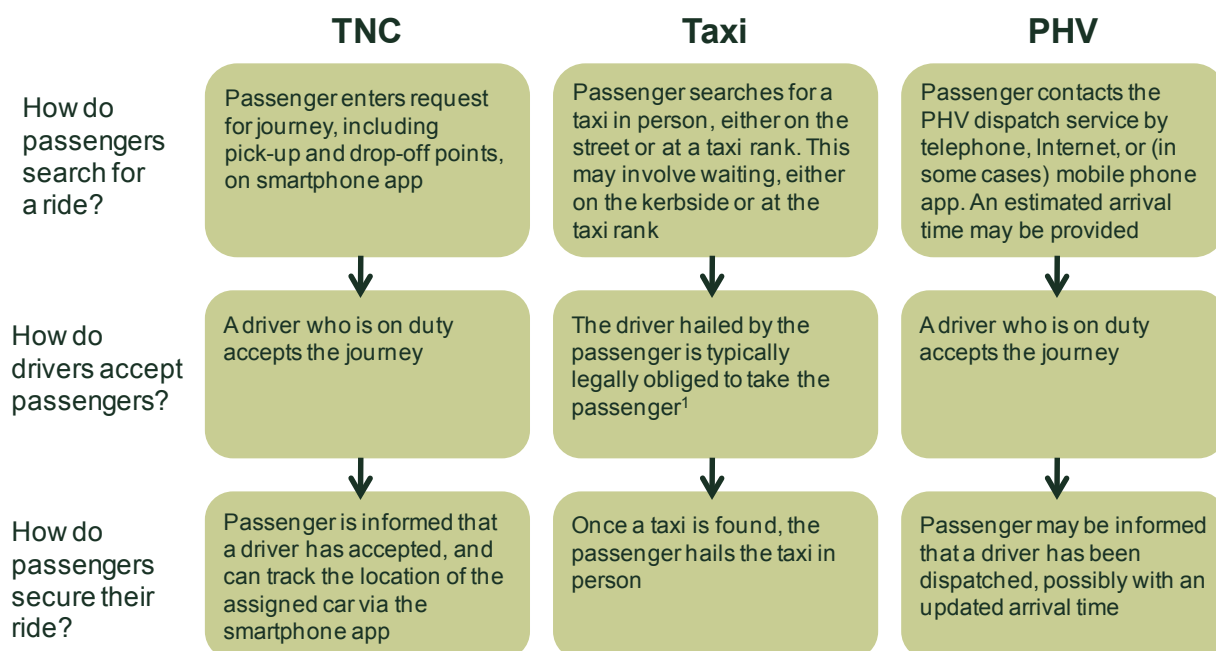 TNC
Taxi
PHV
How do
passengers
search for
a ride?
Passenger enters request
for journey, including
pick-up and drop-off points,
on smartphone app
Passenger searches for a
taxi in person, either on the
street or at a taxi rank. This
may involve waiting, either
on the kerbside or at the
taxi rank
Passenger contacts the
PHV dispatch service by
telephone, Internet, or (in
some cases) mobile phone
app. An estimated arrival
time may be provided
How do
drivers accept
passengers?
A driver who is on duty
accepts the journey
The driver hailed by the
passenger is typically
legally obliged to take the
passenger¹
A driver who is on duty
accepts the journey
How do
passengers
secure their
ride?
Passenger is informed that
a driver has accepted, and
can track the location of the
assigned car via the
smartphone app
Once a taxi is found, the
passenger hails the taxi in
person
Passenger may be informed
that a driver has been
dispatched, possibly with an
updated arrival time